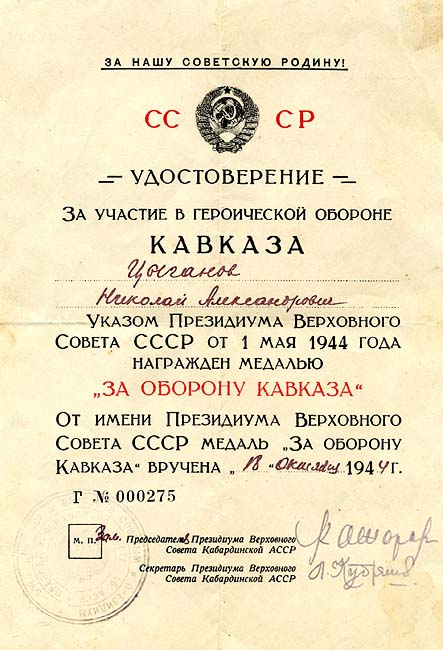 ЗА НАШУ СОВЕТСКУЮ РОДИНУ!
СС СР
— УДОСТОВЕРЕНИЕ —
ЗА УЧАСТИЕ В ГЕРОИЧЕСКОЙ ОБОРОНЕ
КАВКАЗА
Цыганов
Николай Александрович
УКАЗОМ ПРЕЗИДИУМА ВЕРХОВНОГО
СОВЕТА СССР ОТ 1 МАЯ 1944 ГОДА
НАГРАЖДЕН МЕДАЛЬЮ
„ЗА ОБОРОНУ КАВКАЗА“
ОТ ИМЕНИ ПРЕЗИДИУМА ВЕРХОВНОГО
СОВЕТА СССР МЕДАЛЬ „ЗА ОБОРОНУ
КАВКАЗА“ ВРУЧЕНА „ “ Октября 1944 г.
Г № 000275
М. П. Зам. Председателя Президиума Верховного
Совета Кабардинской АССР
Секретарь Президиума Верховного
Совета Кабардинской АССР